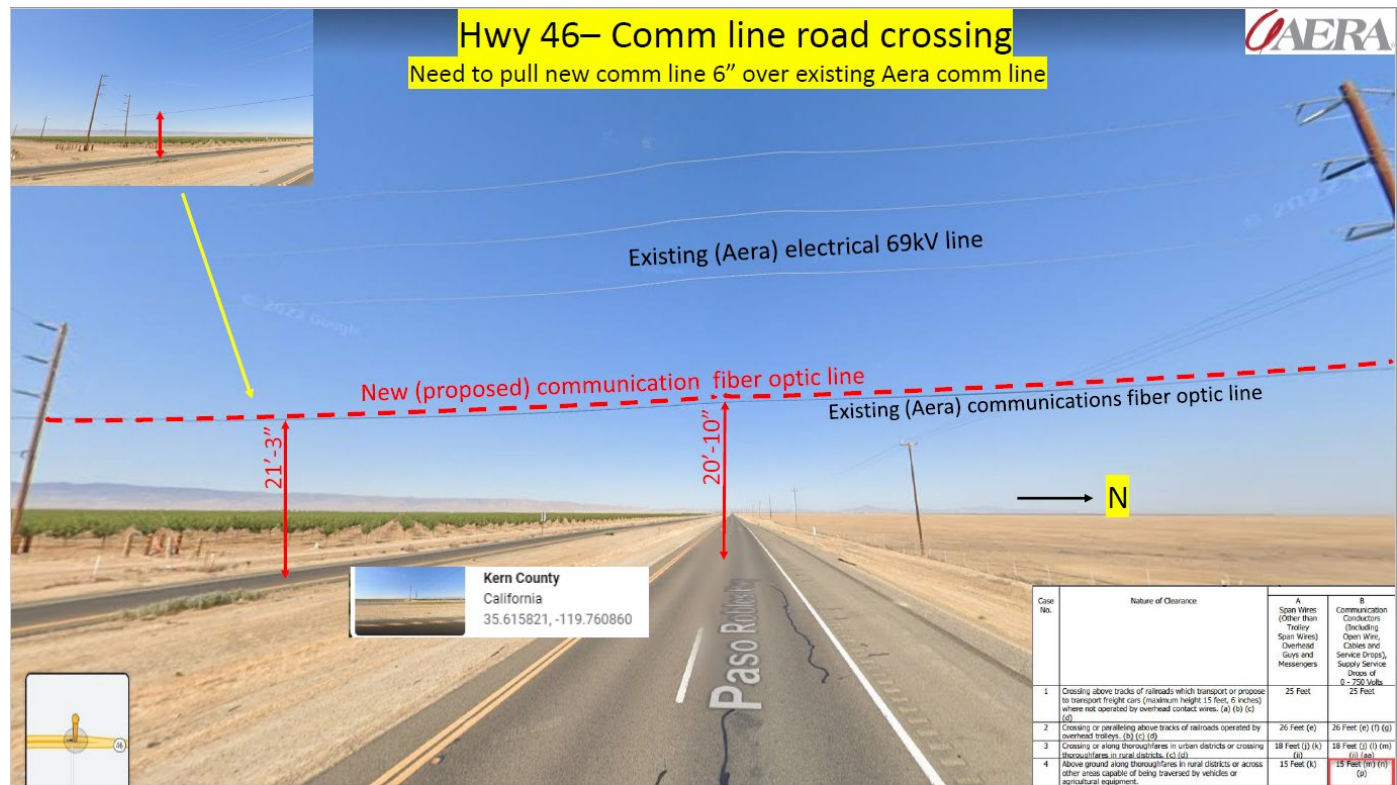 Hwy 46– Comm line road crossing
Need to pull new comm line 6” over existing Aera comm line
AERA
Existing (Aera) electrical 69kV line
© 2022 Google
© 2022
New (proposed) communication fiber optic line
Existing (Aera) communications fiber optic line
21’-3”
20’-10”
N
Kern County
California
35.615821, -119.760860
Paso Robles Hwy
46
Case No.
Nature of Clearance
A
Span Wires
(Other than
Trolley
Span Wires)
Overhead
Guys and
Messengers
B
Communication
Conductors
(Including
Open Wire,
Cables and
Service Drops),
Supply Service
Drops of
0 - 750 Volts
1
Crossing above tracks of railroads which transport or propose
to transport freight cars (maximum height 15 feet, 6 inches)
where not operated by overhead contact wires. (a) (b) (c)
(d)
25 Feet
25 Feet
2
Crossing or paralleling above tracks of railroads operated by
overhead trolleys. (b) (c) (d)
26 Feet (e)
26 Feet (e) (f) (g)
3
Crossing or along thoroughfares in urban districts or crossing
thoroughfares in rural districts. (c) (d)
18 Feet (j) (k)
(ii)
18 Feet (j) (l) (m)
(ii) (aa)
4
Above ground along thoroughfares in rural districts or across
other areas capable of being traversed by vehicles or
agricultural equipment.
15 Feet (k)
15 Feet (m) (n)
(p)